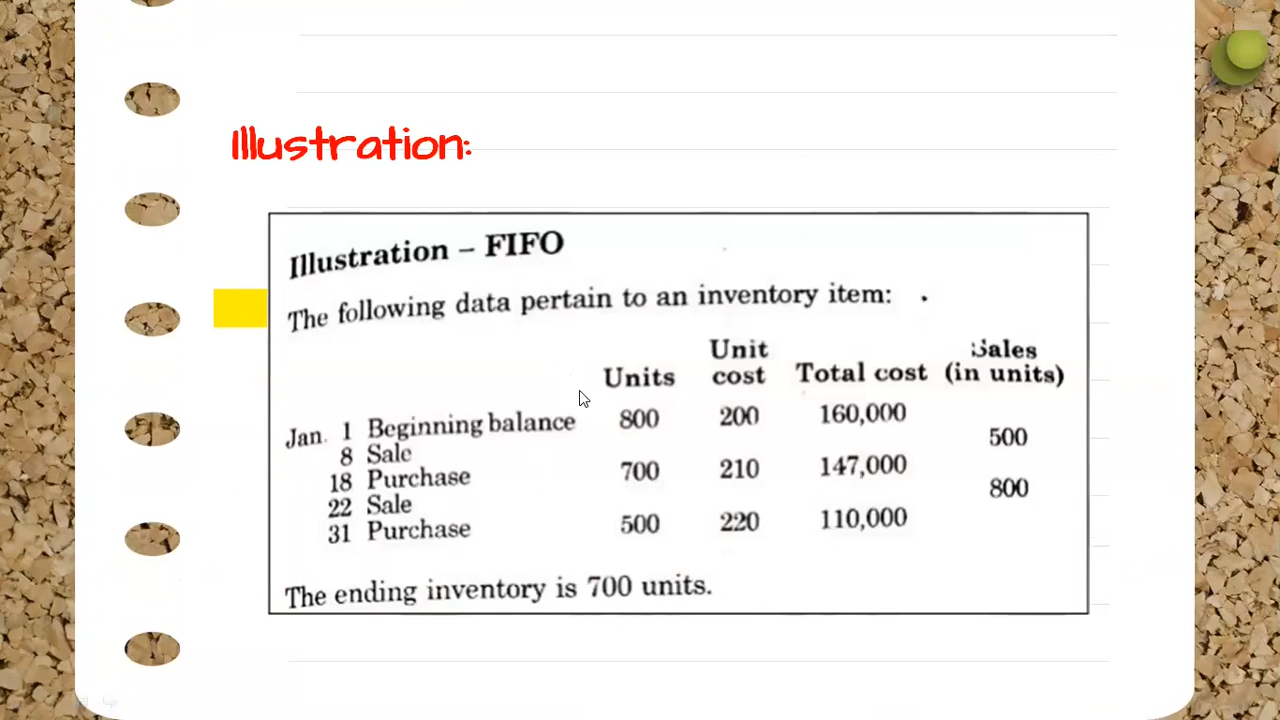 Illustration:
Illustration – FIFO
The following data pertain to an inventory item:
Units Unit cost Total cost Sales (in units)
Jan. 1 Beginning balance 800 200 160,000
8 Sale 500
18 Purchase 700 210 147,000
22 Sale 800
31 Purchase 500 220 110,000
The ending inventory is 700 units.